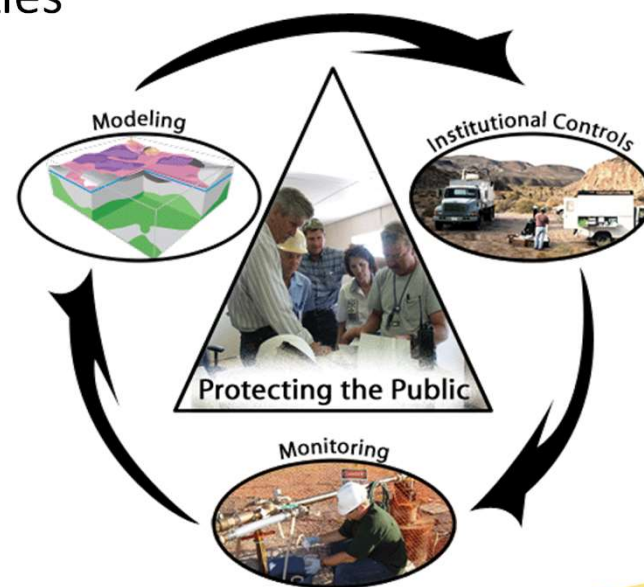 Modeling
Institutional Controls
Protecting the Public
Monitoring